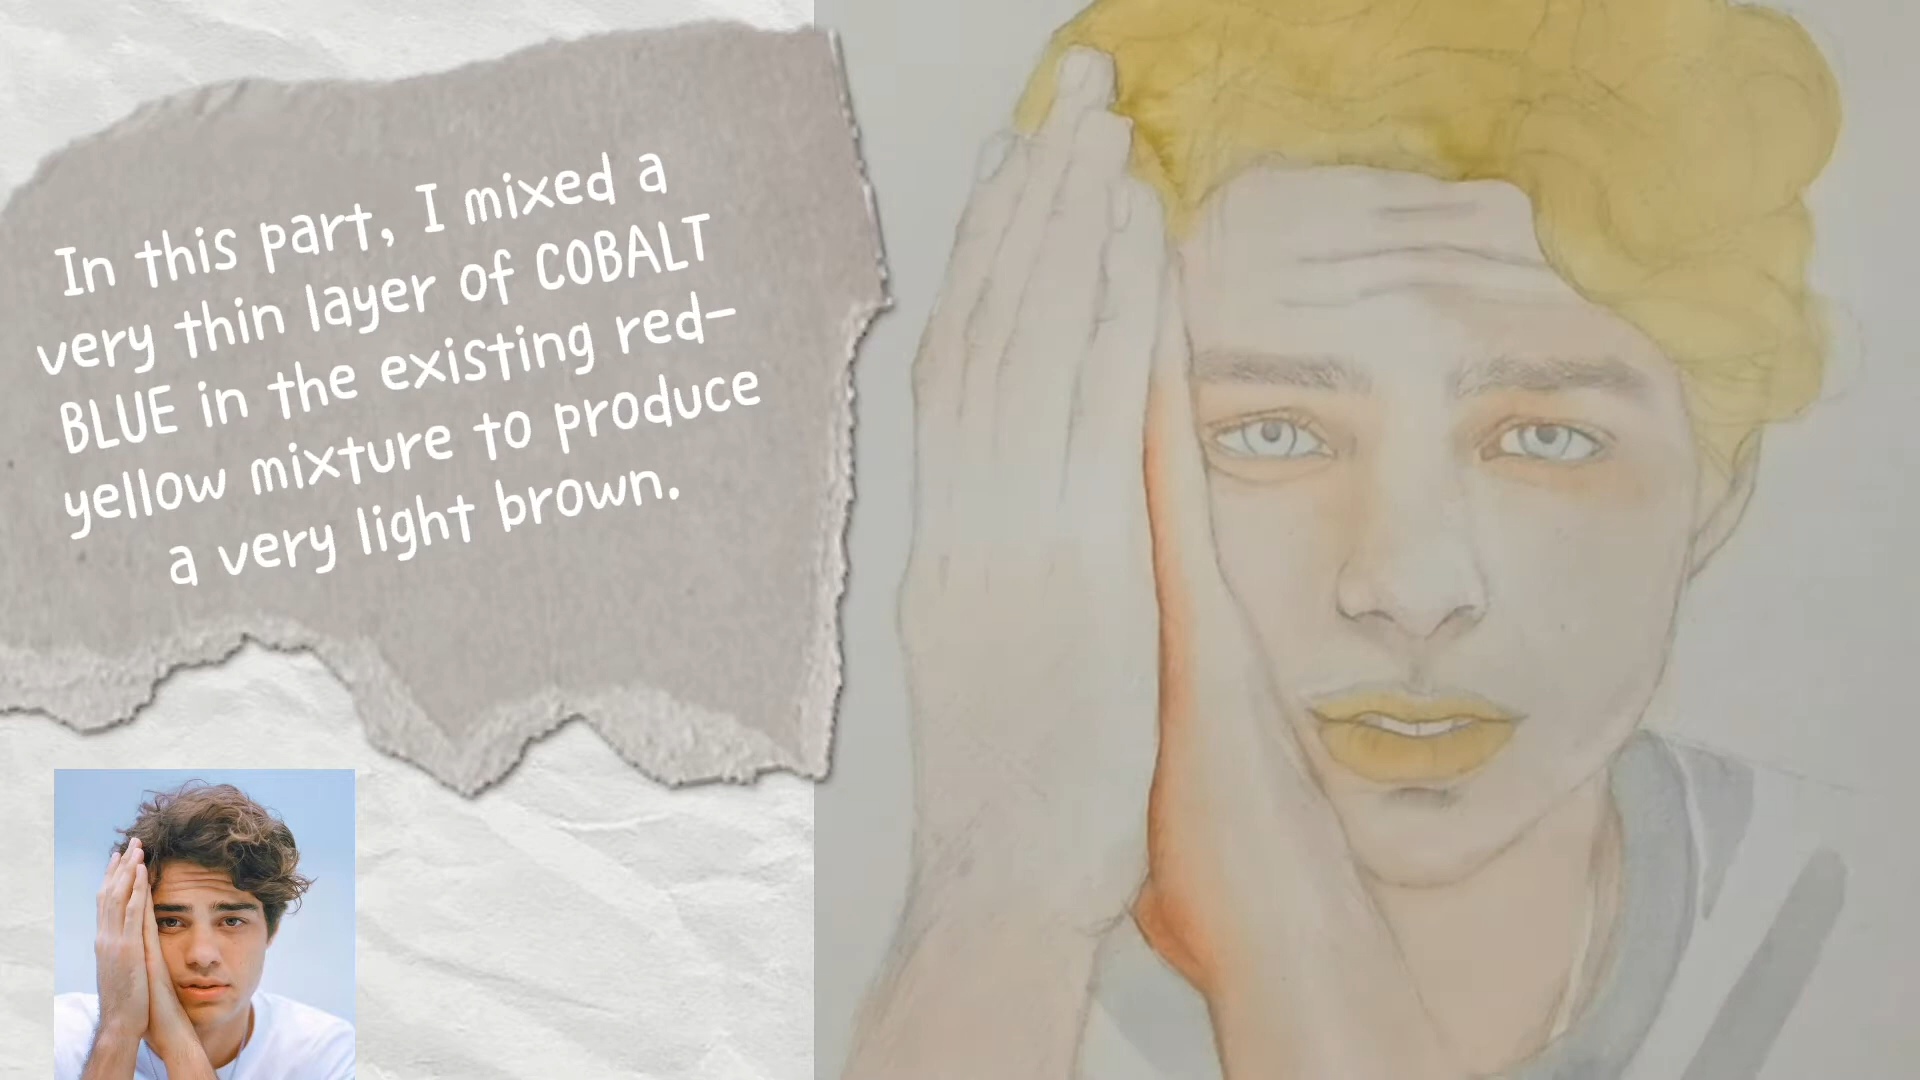 In this part, I mixed a
very thin layer of COBALT
BLUE in the existing red-
yellow mixture to produce
a very light brown.